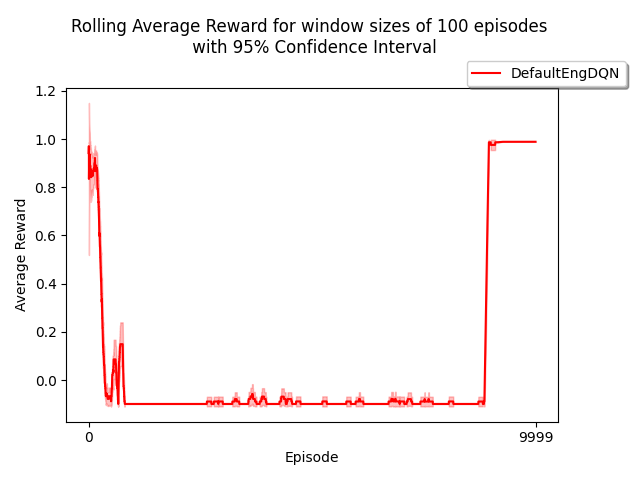 Rolling Average Reward for window sizes of 100 episodes
with 95% Confidence Interval
DefaultEngDQN
1.2
1.0
0.8
0.6
0.4
0.2
0.0
Average Reward
0
9999
Episode